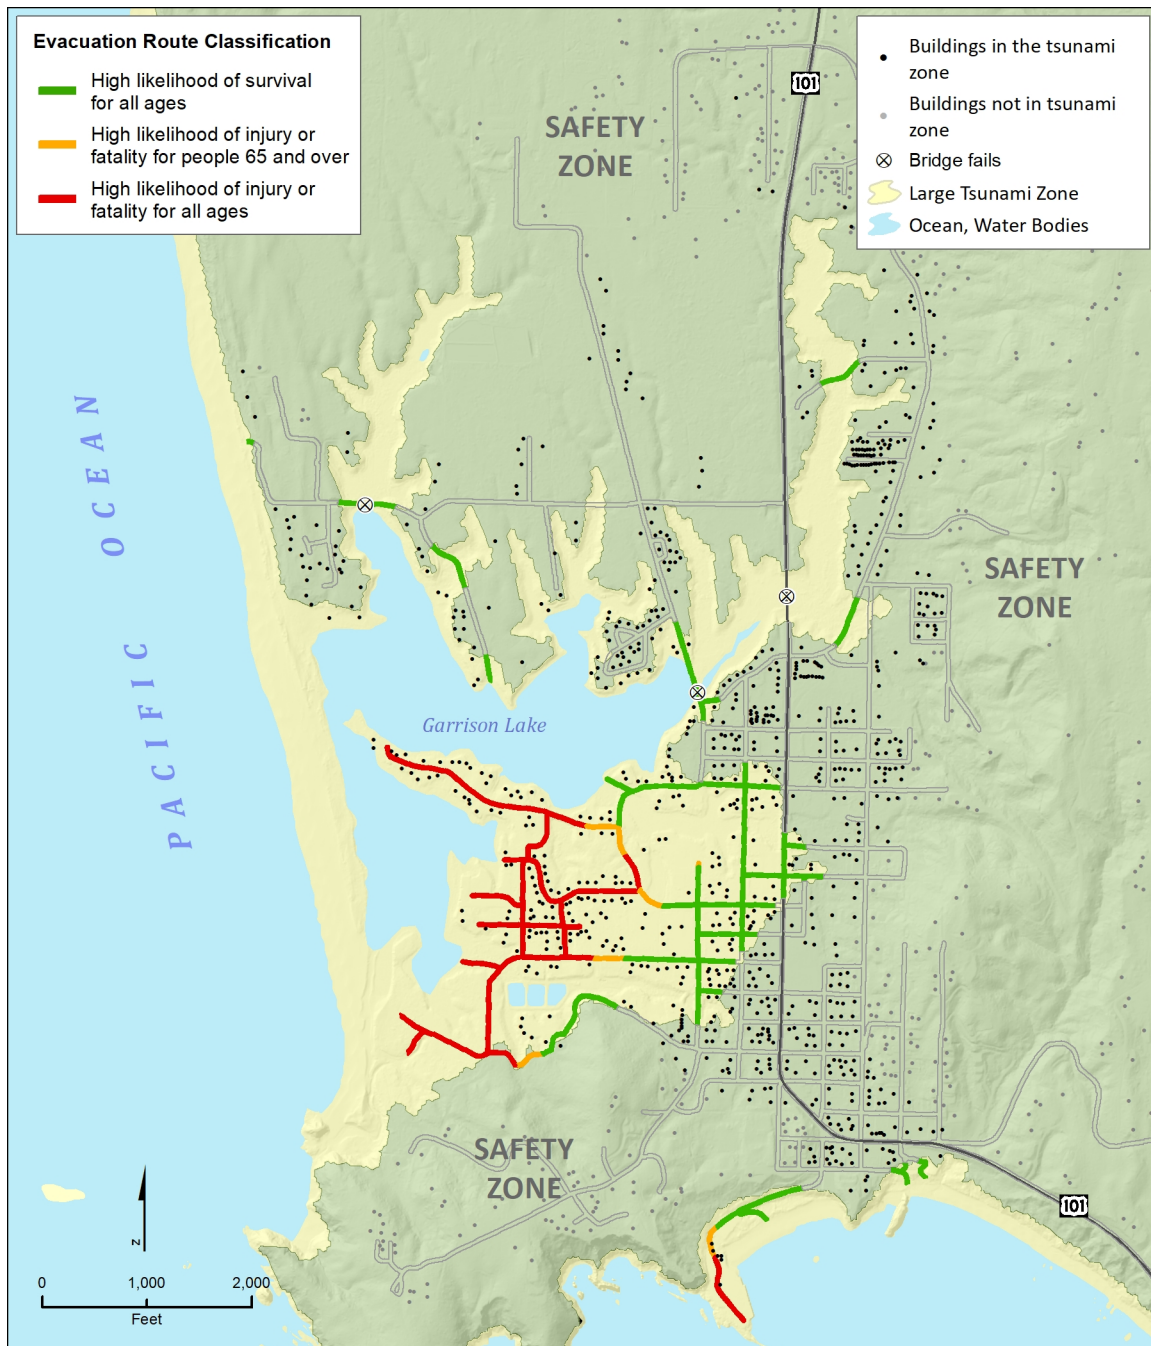 Evacuation Route Classification
High likelihood of survival
for all ages
High likelihood of injury or
fatality for people 65 and over
High likelihood of injury or
fatality for all ages
Buildings in the tsunami
zone
Buildings not in tsunami
zone
Bridge fails
Large Tsunami Zone
Ocean, Water Bodies
101
SAFETY
ZONE
PACIFIC OCEAN
SAFETY
ZONE
Garrison Lake
SAFETY
ZONE
101
N
0 1,000 2,000
Feet